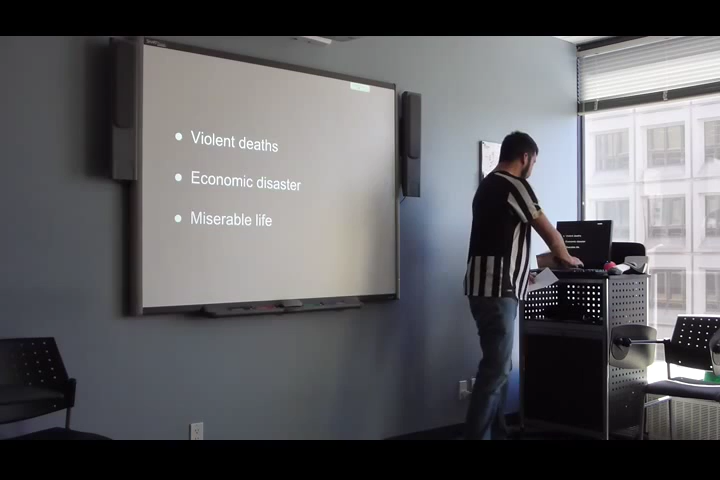 ● Violent deaths
● Economic disaster
● Miserable life